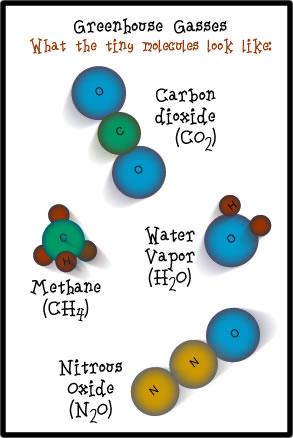 Greenhouse Gasses
What the tiny molecules look like:
O
C
O
Carbon
dioxide
(CO₂)
C
H
Methane
(CH₄)
H
O
Water
Vapor
(H₂O)
O
N
N
Nitrous
Oxide
(N₂O)